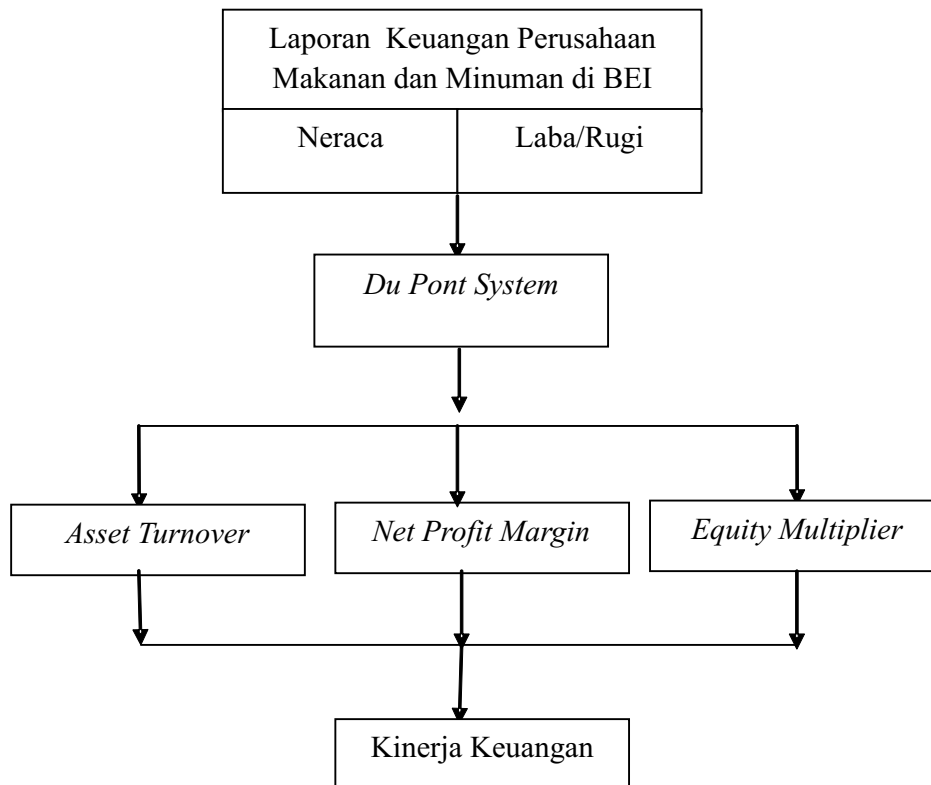 Laporan Keuangan Perusahaan
Makanan dan Minuman di BEI
Neraca
Laba/Rugi
Du Pont System
Asset Turnover
Net Profit Margin
Equity Multiplier
Kinerja Keuangan